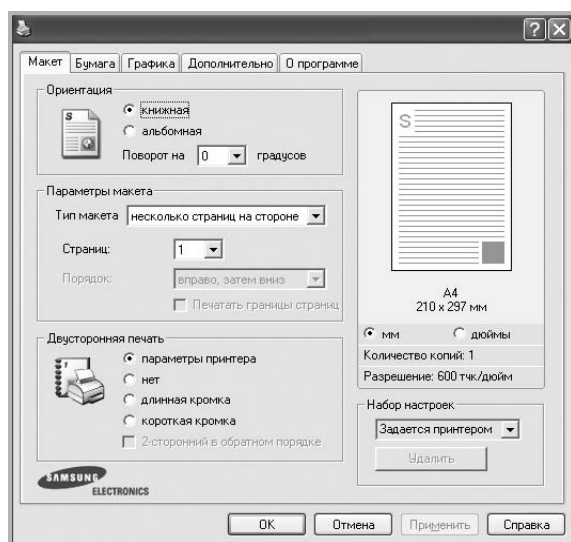 Макет Бумага Графика Дополнительно О программе
Ориентация
S
книжная
альбомная
Поворот на 0 градусов
Параметры макета
Тип макета несколько страниц на стороне
Страниц: 1
Порядок: вправо, затем вниз
Печатать границы страниц
Двусторонняя печать
параметры принтера
нет
длинная кромка
короткая кромка
2-сторонний в обратном порядке
SAMSUNG
ELECTRONICS
S
A4
210 x 297 мм
мм дюймы
Количество копий: 1
Разрешение: 600 тчк/дюйм
Набор настроек
Задается принтером
Удалить
OK Отмена Применить Справка